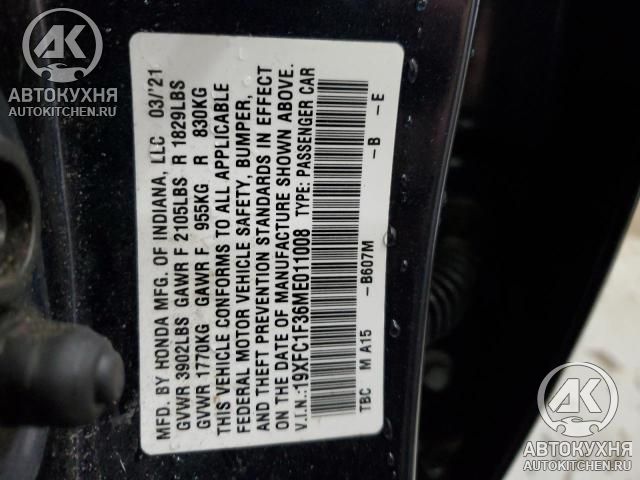 AK
АВТОКУХНЯ
AUTOKITCHEN.RU
MFD. BY HONDA MFG. OF INDIANA, LLC 03/'21
GVWR 3902LBS GAWR F 2105LBS R 1829LBS
GVWR 1770KG GAWR F 955KG R 830KG
THIS VEHICLE CONFORMS TO ALL APPLICABLE
FEDERAL MOTOR VEHICLE SAFETY, BUMPER,
AND THEFT PREVENTION STANDARDS IN EFFECT
ON THE DATE OF MANUFACTURE SHOWN ABOVE.
V.I.N.:19XFC1F36ME011008 TYPE: PASSENGER CAR
TBC M A15 -B607M -B -E
AK
АВТОКУХНЯ
AUTOKITCHEN.RU